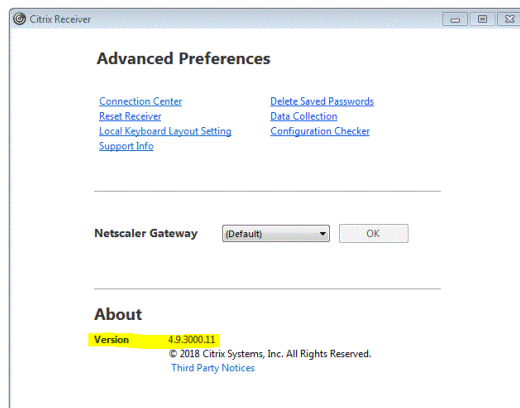 Citrix Receiver
Advanced Preferences
Connection Center
Delete Saved Passwords
Reset Receiver
Data Collection
Local Keyboard Layout Setting
Configuration Checker
Support Info
Netscaler Gateway (Default) OK
About
Version 4.9.3000.11
© 2018 Citrix Systems, Inc. All Rights Reserved.
Third Party Notices